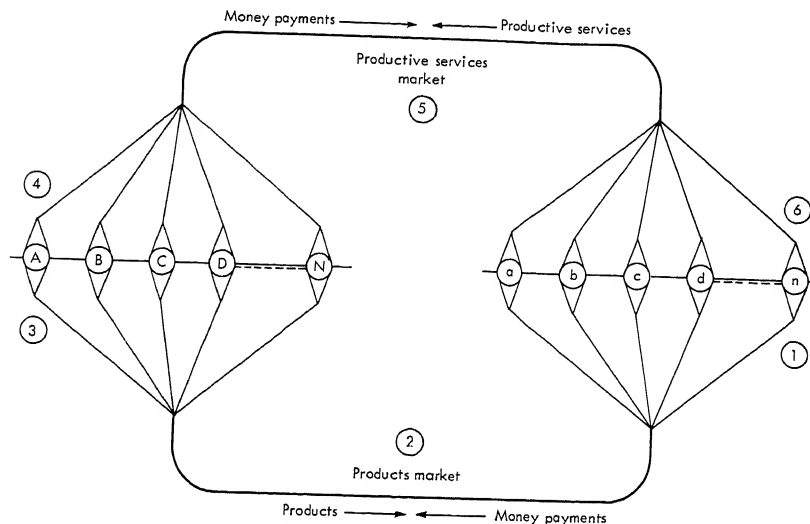 Money payments Productive services
Productive services
market
5
4
6
A B C D N
a b c d n
3
1
2
Products market
Products Money payments